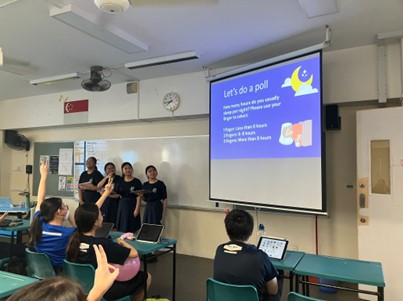 Let's do a poll
How many hours do you usually
sleep per night? Please use your
finger to select:
1 finger: Less than 6 hours
2 fingers: 6- 8 hours
3 fingers: More than 8 hours